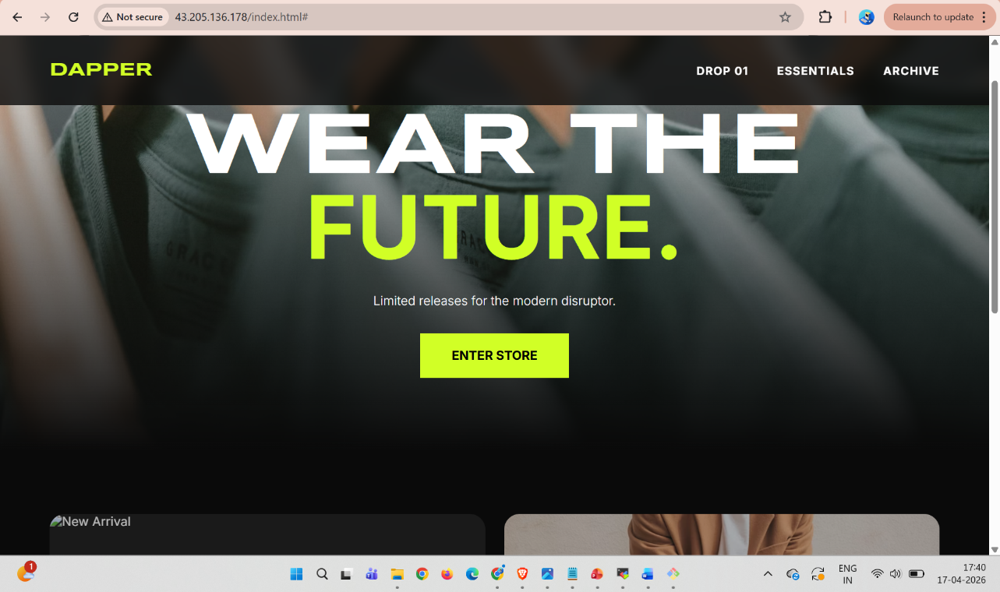 Not secure
43.205.136.178/index.html#
Relaunch to update
DAPPER
DROP 01
ESSENTIALS
ARCHIVE
WEAR THE
FUTURE.
Limited releases for the modern disruptor.
ENTER STORE
New Arrival
1
ENG
IN
17:40
17-04-2026